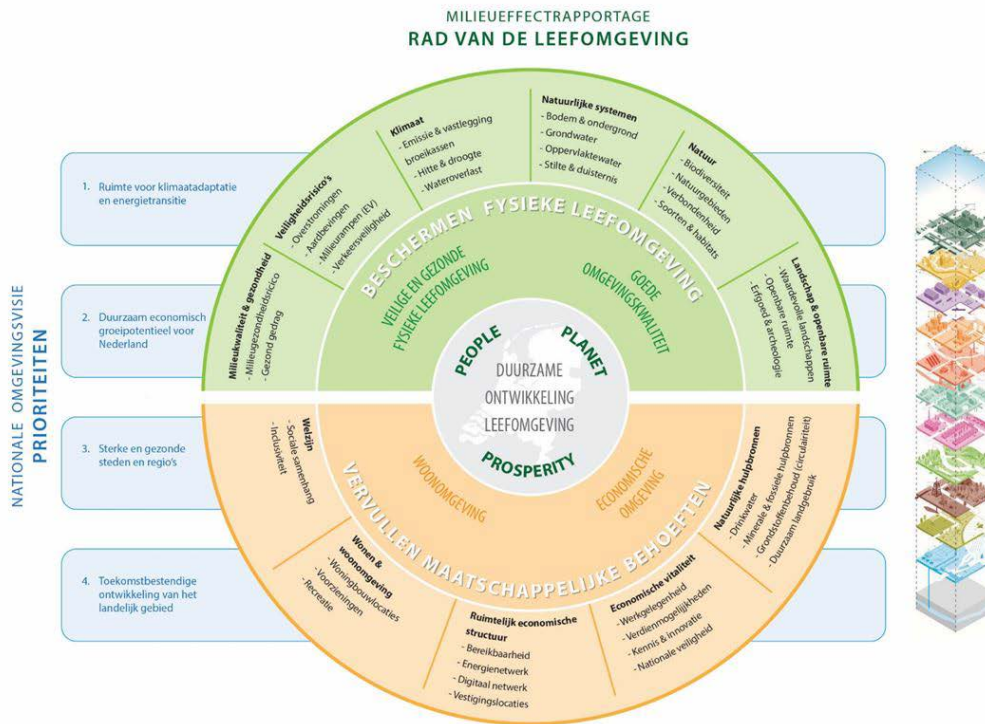 MILIEUEFFECTRAPPORTAGE
RAD VAN DE LEEFOMGEVING
NATIONALE OMGEVINGSVISIE
PRIORITEITEN
1. Ruimte voor klimaatadaptatie
en energietransitie
2. Duurzaam economisch
groeipotentieel voor
Nederland
3. Sterke en gezonde
steden en regio's
4. Toekomstbestendige
ontwikkeling van het
landelijk gebied
Milieukwaliteit & gezondheid
- Milieugezondheidsricico
- Gezond gedrag
Veiligheidsrisico's
- Overstromingen
- Aardbevingen
- Milieurampen (EV)
- Verkeersveiligheid
Klimaat
- Emissie & vastlegging
broeikassen
- Hitte & droogte
- Wateroverlast
Natuurlijke systemen
- Bodem & ondergrond
- Grondwater
- Oppervlaktewater
- Stilte & duisternis
Natuur
- Biodiversiteit
- Natuurgebieden
- Verbondenheid
- Soorten & habitats
Landschap & openbare ruimte
- Waardevolle landschappen
- Openbare ruimte
- Erfgoed & archeologie
BESCHERMEN FYSIEKE LEEFOMGEVING
VEILIGE EN GEZONDE
FYSIEKE LEEFOMGEVING
GOEDE
OMGEVINGSKWALITEIT
PEOPLE
PLANET
DUURZAME
ONTWIKKELING
LEEFOMGEVING
PROSPERITY
WOONOMGEVING
ECONOMISCHE
OMGEVING
VERVULLEN MAATSCHAPPELIJKE BEHOEFTEN
Welzijn
- Sociale samenhang
- Inclusiviteit
Wonen &
woonomgeving
- Woningbouwlocaties
- Voorzieningen
- Recreatie
Ruimtelijk economische
structuur
- Bereikbaarheid
- Energienetwerk
- Digitaal netwerk
- Vestigingslocaties
Economische vitaliteit
- Werkgelegenheid
- Verdienmogelijkheden
- Kennis & innovatie
- Nationale veiligheid
Natuurlijke hulpbronnen
- Drinkwater
- Minerale & fossiele hulpbronnen
- Grondstoffenbehoud (circulairiteit)
- Duurzaam landgebruik